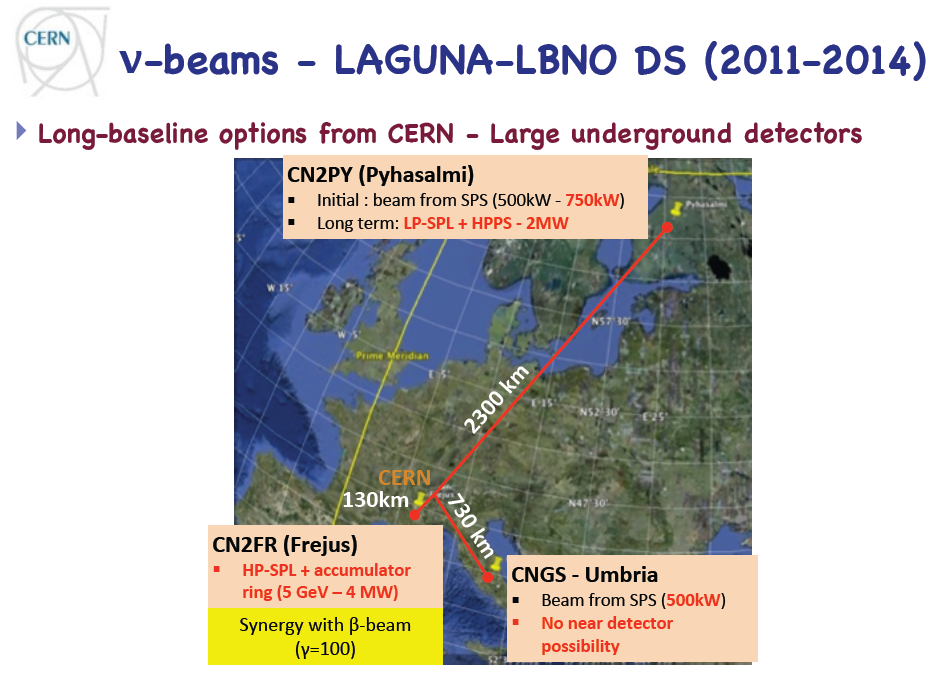 CERN
ν-beams - LAGUNA-LBNO DS (2011-2014)
Long-baseline options from CERN - Large underground detectors
CN2PY (Pyhasalmi)
▪ Initial : beam from SPS (500kW - 750kW)
▪ Long term: LP-SPL + HPPS - 2MW
Pyhasalmi
W 15°
W 5°
N57°30'
Prime Meridian
E 5°
2300 km
E 15°
N52°30'
E 25°
CERN
130km
730 km
N47°30'
CN2FR (Frejus)
▪ HP-SPL + accumulator
ring (5 GeV – 4 MW)
Synergy with β-beam
(γ=100)
CNGS - Umbria
▪ Beam from SPS (500kW)
▪ No near detector
possibility